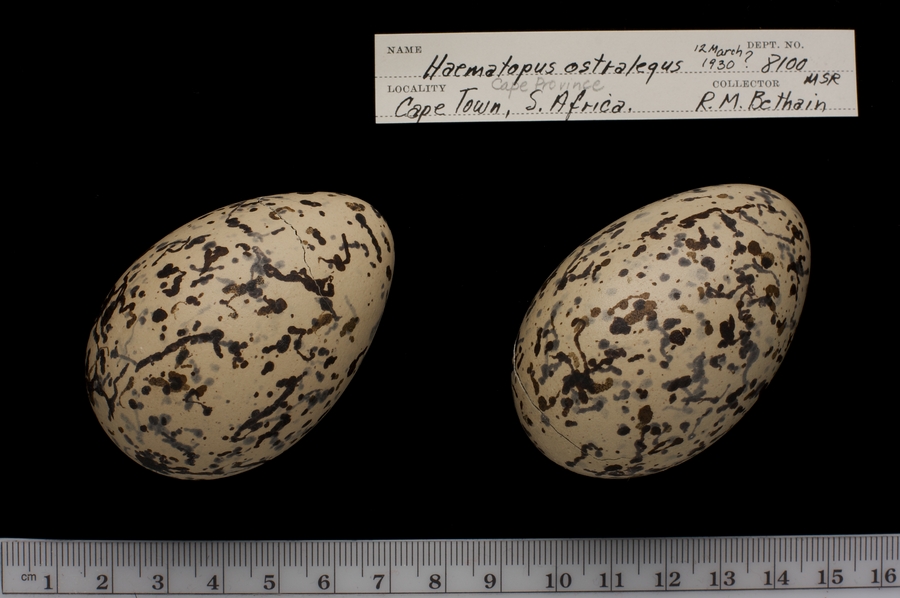 NAME Haematopus ostralegus 12 March? 1930 DEPT. NO. 8100
LOCALITY Cape Province COLLECTOR MSR
Cape Town, S. Africa. R.M. Bethain
cm 1 2 3 4 5 6 7 8 9 10 11 12 13 14 15 16